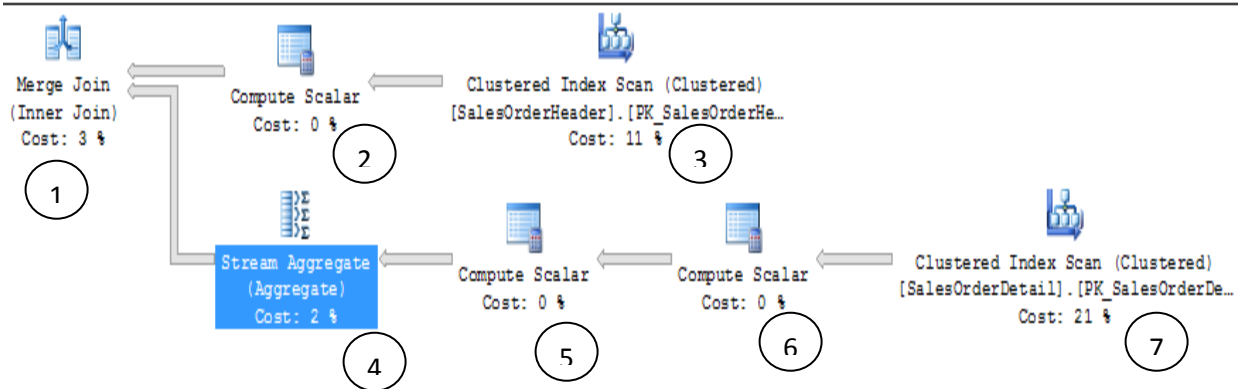 Merge Join
(Inner Join)
Cost: 3 %
1
Compute Scalar
Cost: 0 %
2
Clustered Index Scan (Clustered)
[SalesOrderHeader].[PK_SalesOrderHe…
Cost: 11 %
3
Stream Aggregate
(Aggregate)
Cost: 2 %
4
Compute Scalar
Cost: 0 %
5
Compute Scalar
Cost: 0 %
6
Clustered Index Scan (Clustered)
[SalesOrderDetail].[PK_SalesOrderDe…
Cost: 21 %
7